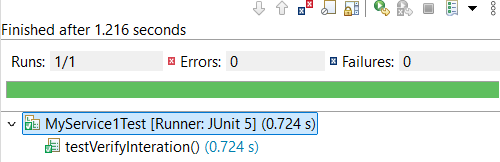 Finished after 1.216 seconds
Runs: 1/1 Errors: 0 Failures: 0
MyService1Test [Runner: JUnit 5] (0.724 s)
testVerifyInteration() (0.724 s)